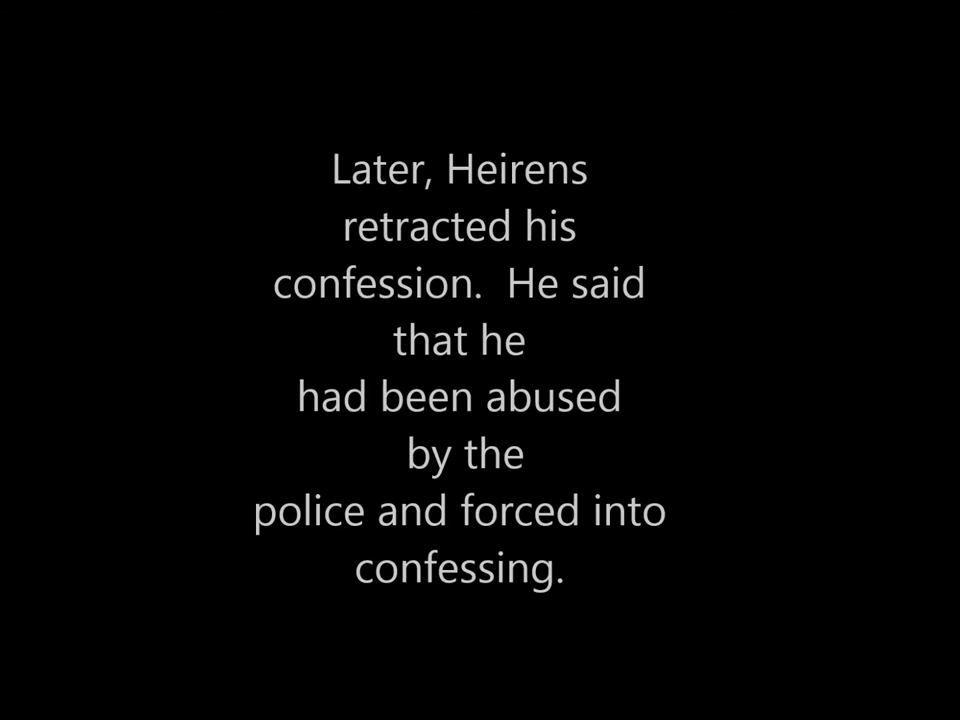 Later, Heirens
retracted his
confession.  He said
that he
had been abused
by the
police and forced into
confessing.